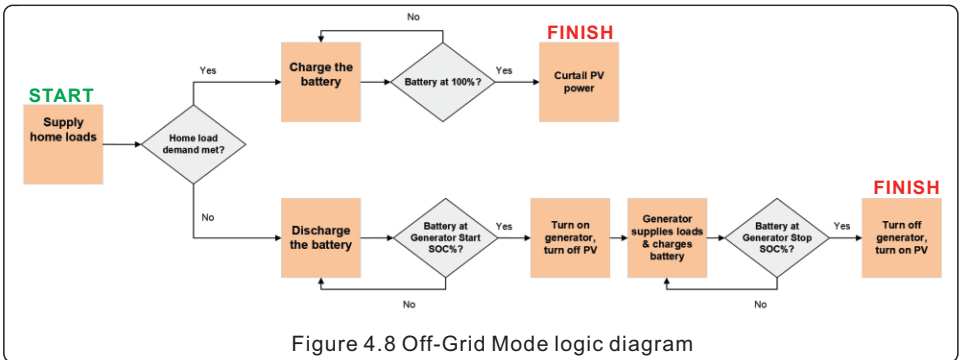 START
Supply
home loads
Home load
demand met?
Yes
Charge the
battery
No
Battery at 100%?
Yes
FINISH
Curtail PV
power
No
Discharge
the battery
Battery at
Generator Start
SOC%?
No
Yes
Turn on
generator,
turn off PV
Generator
supplies loads
& charges
battery
Battery at
Generator Stop
SOC%?
No
Yes
FINISH
Turn off
generator,
turn on PV
Figure 4.8 Off-Grid Mode logic diagram